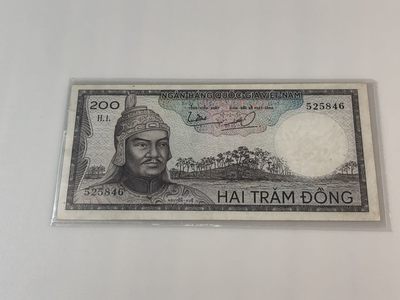 NGÂN-HÀNG QUỐC-GIA VIỆT-NAM
200
H.1.
525846
525846
HAI TRĂM ĐỒNG